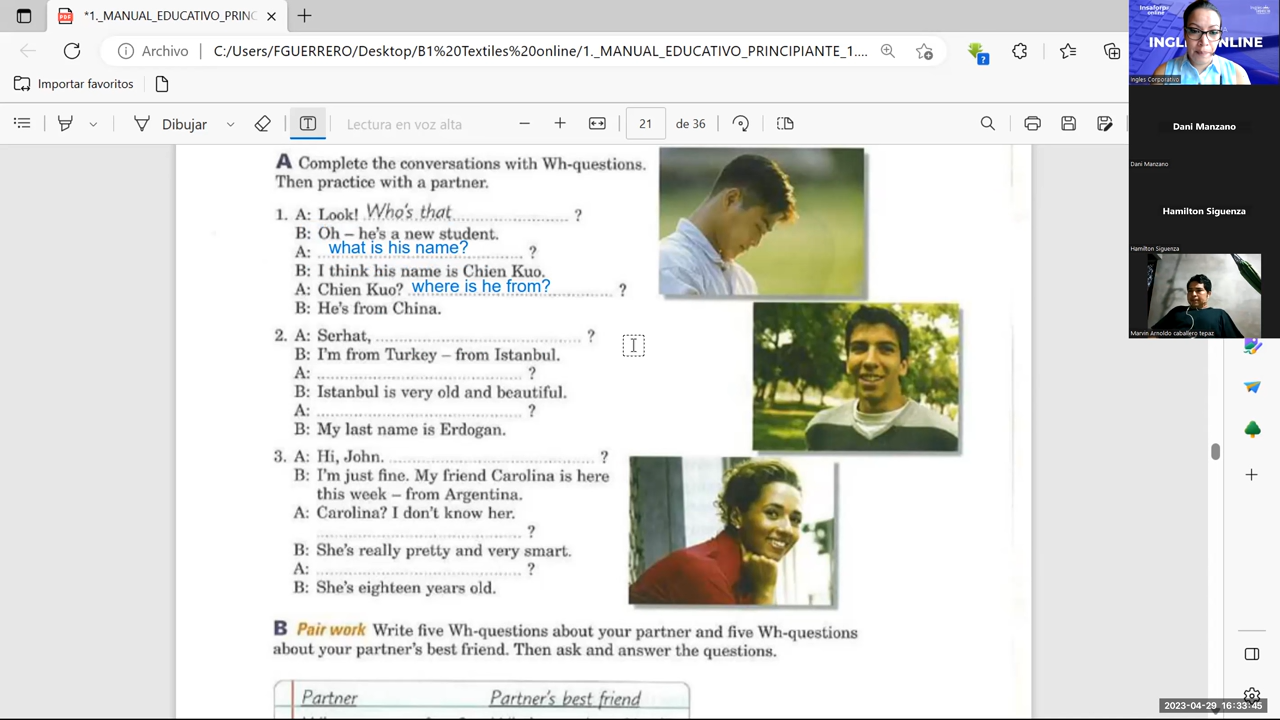 *1._MANUAL_EDUCATIVO_PRINC
Archivo
C:/Users/FGUERRERO/Desktop/B1%20Textiles%20online/1._MANUAL_EDUCATIVO_PRINCIPIANTE_1....
Importar favoritos
Dibujar
Lectura en voz alta
21
de 36
A Complete the conversations with Wh-questions.
Then practice with a partner.
1. A: Look! Who's that ?
B: Oh – he's a new student.
A: what is his name? ?
B: I think his name is Chien Kuo.
A: Chien Kuo? where is he from? ?
B: He's from China.
2. A: Serhat, ?
B: I'm from Turkey – from Istanbul.
A: ?
B: Istanbul is very old and beautiful.
A: ?
B: My last name is Erdogan.
3. A: Hi, John. ?
B: I'm just fine. My friend Carolina is here
this week – from Argentina.
A: Carolina? I don't know her.
?
B: She's really pretty and very smart.
A: ?
B: She's eighteen years old.
B Pair work Write five Wh-questions about your partner and five Wh-questions
about your partner's best friend. Then ask and answer the questions.
Partner
Partner's best friend
Insaforp
online
Ingles Corporativo
Dani Manzano
Dani Manzano
Hamilton Siguenza
Hamilton Siguenza
Marvin Arnoldo caballero tepaz
2023-04-29 16:33:45